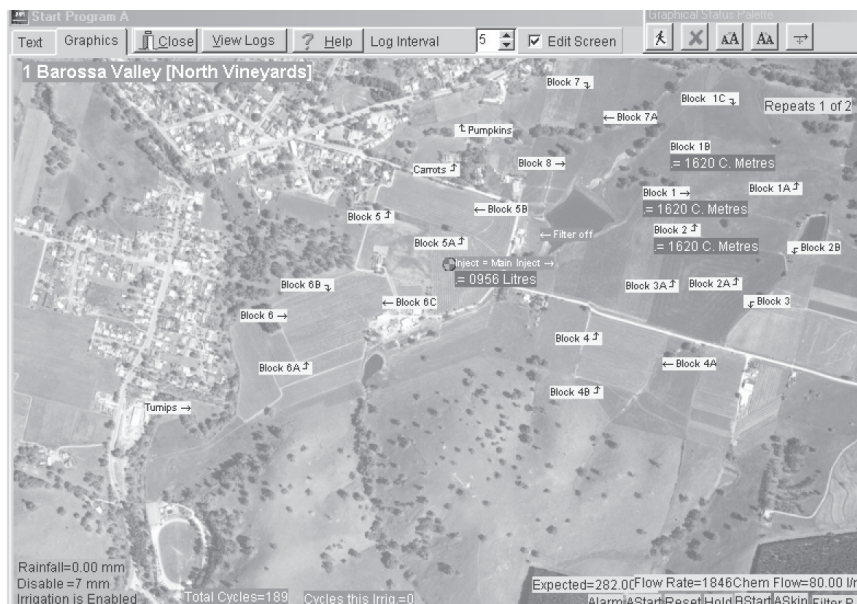 Start Program A
Graphical Status Palette
Text Graphics Close View Logs ? Help Log Interval 5 Edit Screen
1 Barossa Valley [North Vineyards]
Repeats 1 of 2
Block 7
Block 1C
← Block 7A
Pumpkins
Block 1B
= 1620 C. Metres
Block 8 →
Carrots
Block 1 →
= 1620 C. Metres
Block 1A
← Block 5B
Block 5
Block 2
= 1620 C. Metres
← Filter off
Block 5A
Block 2B
Inject = Main Inject →
= 0956 Litres
Block 6B
Block 3A
Block 2A
Block 3
← Block 6C
Block 6 →
Block 4
Block 6A
← Block 4A
Block 4B
Turnips →
Rainfall=0.00 mm
Disable =7 mm
Irrigation is Enabled
Total Cycles=189
Cycles this Irrig =0
Expected=282.00 Flow Rate=1846 Chem Flow=80.00
Alarm AStart Reset Hold BStart ASkip Filter